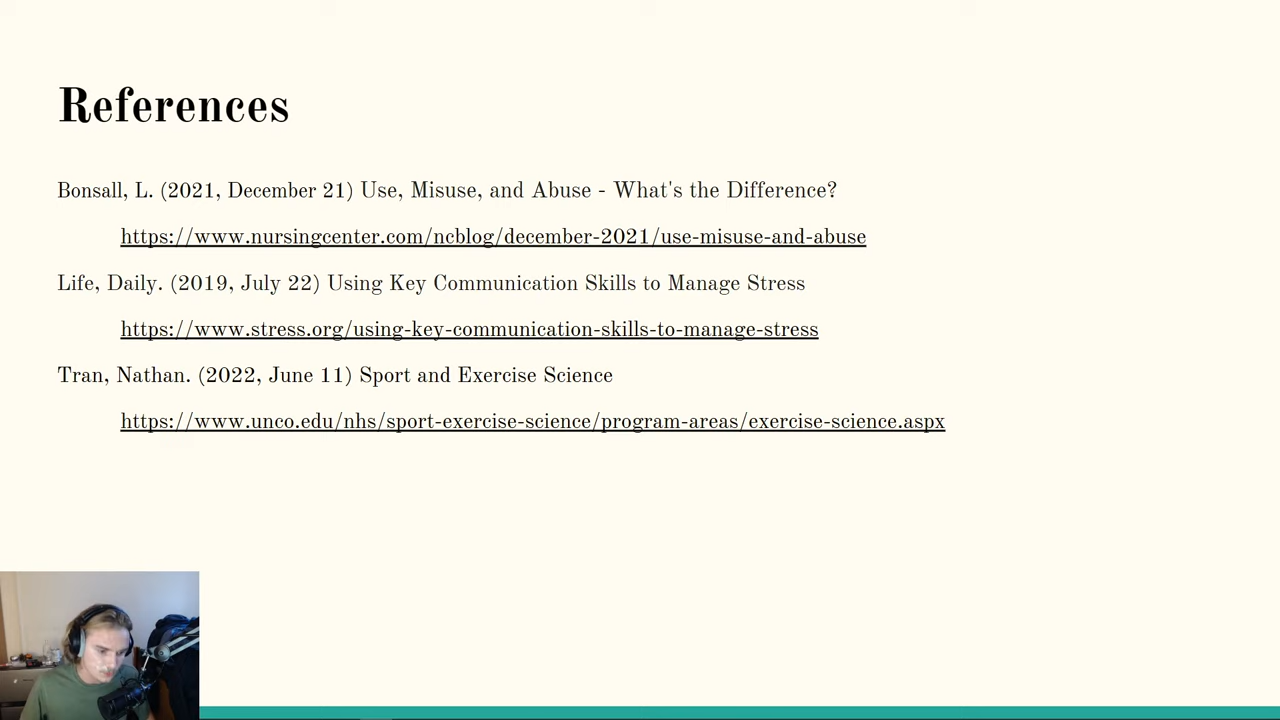 References
Bonsall, L. (2021, December 21) Use, Misuse, and Abuse - What's the Difference?
https://www.nursingcenter.com/ncblog/december-2021/use-misuse-and-abuse
Life, Daily. (2019, July 22) Using Key Communication Skills to Manage Stress
https://www.stress.org/using-key-communication-skills-to-manage-stress
Tran, Nathan. (2022, June 11) Sport and Exercise Science
https://www.unco.edu/nhs/sport-exercise-science/program-areas/exercise-science.aspx